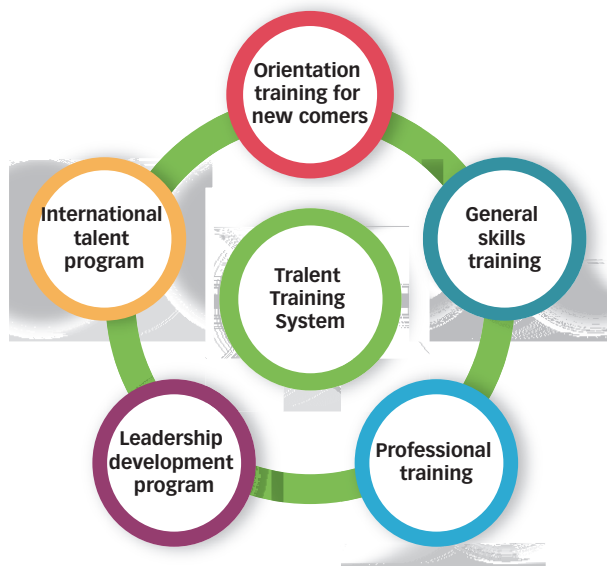 Orientation
training for
new comers
General
skills
training
Professional
training
Leadership
development
program
International
talent
program
Tralent
Training
System